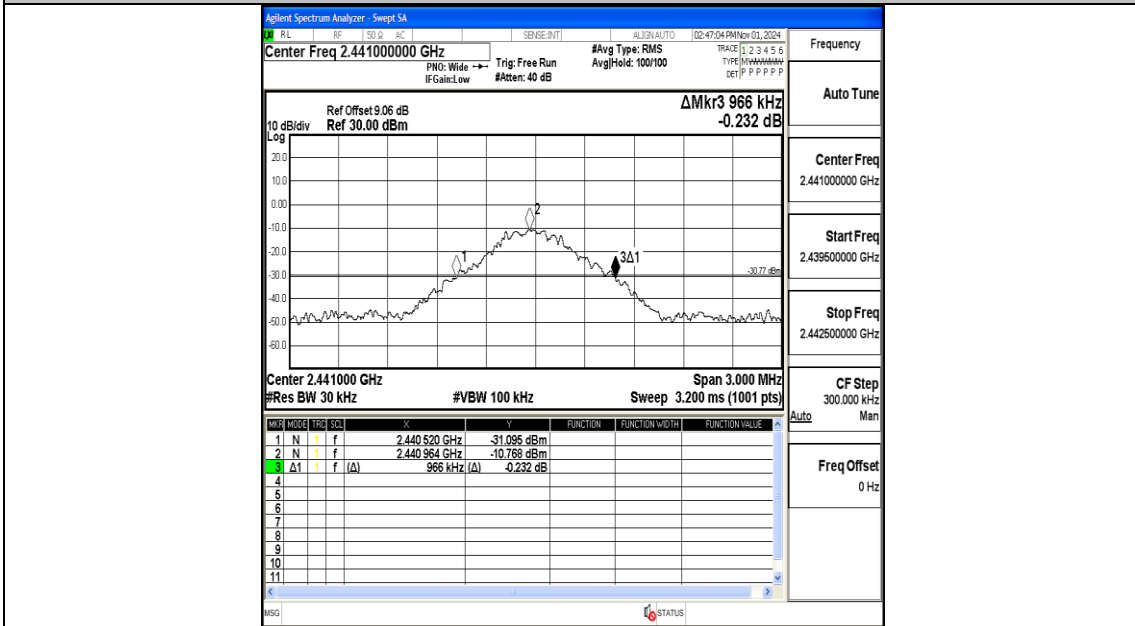 Agilent Spectrum Analyzer - Swept SA
RL RF 50 Ω AC SENSE:INT ALIGN AUTO 02:47:04 PM Nov 01, 2024
Center Freq 2.441000000 GHz
PNO: Wide
IFGain:Low
Trig: Free Run
#Atten: 40 dB
#Avg Type: RMS
Avg|Hold: 100/100
TRACE 1 2 3 4 5 6
TYPE MWWWWW
DET P P P P P P
ΔMkr3 966 kHz
-0.232 dB
Ref Offset 9.06 dB
Ref 30.00 dBm
10 dB/div
Log
20.0
10.0
0.00
-10.0
-20.0
-30.0
-40.0
-50.0
-60.0
1
2
3Δ1
-30.77 dBm
Center 2.441000 GHz
Span 3.000 MHz
#Res BW 30 kHz
#VBW 100 kHz
Sweep 3.200 ms (1001 pts)
MKR MODE TRC SCL X Y FUNCTION FUNCTION WIDTH FUNCTION VALUE
1 N 1 f 2.440 520 GHz -31.095 dBm
2 N 1 f 2.440 964 GHz -10.768 dBm
3 Δ1 1 f (Δ) 966 kHz (Δ) -0.232 dB
4
5
6
7
8
9
10
11
MSG
STATUS
Frequency
Auto Tune
Center Freq
2.441000000 GHz
Start Freq
2.439500000 GHz
Stop Freq
2.442500000 GHz
CF Step
300.000 kHz
Auto Man
Freq Offset
0 Hz